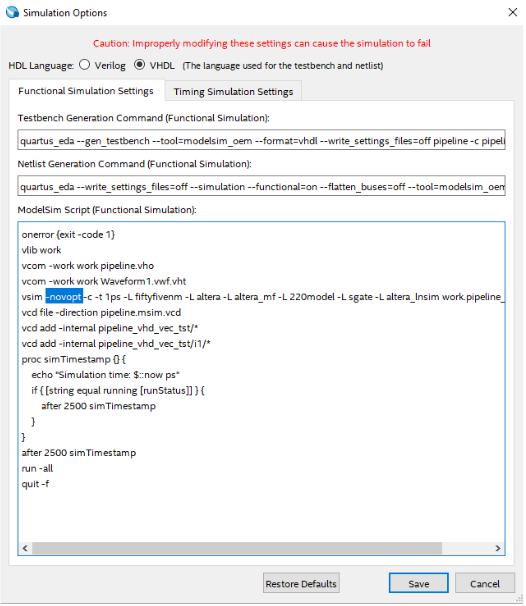 Simulation Options
Caution: Improperly modifying these settings can cause the simulation to fail
HDL Language: Verilog VHDL (The language used for the testbench and netlist)
Functional Simulation Settings Timing Simulation Settings
Testbench Generation Command (Functional Simulation):
quartus_eda --gen_testbench --tool=modelsim_oem --format=vhdl --write_settings_files=off pipeline -c pipeli
Netlist Generation Command (Functional Simulation):
quartus_eda --write_settings_files=off --simulation --functional=on --flatten_buses=off --tool=modelsim_oem
ModelSim Script (Functional Simulation):
onerror {exit -code 1}
vlib work
vcom -work work pipeline.vho
vcom -work work Waveform1.vwf.vht
vsim -novopt -c -t 1ps -L fiftyfivenm -L altera -L altera_mf -L 220model -L sgate -L altera_lnsim work.pipeline_
vcd file -direction pipeline.msim.vcd
vcd add -internal pipeline_vhd_vec_tst/*
vcd add -internal pipeline_vhd_vec_tst/i1/*
proc simTimestamp {} {
echo "Simulation time: $::now ps"
if { [string equal running [runStatus]] } {
after 2500 simTimestamp
}
}
after 2500 simTimestamp
run -all
quit -f
Restore Defaults Save Cancel